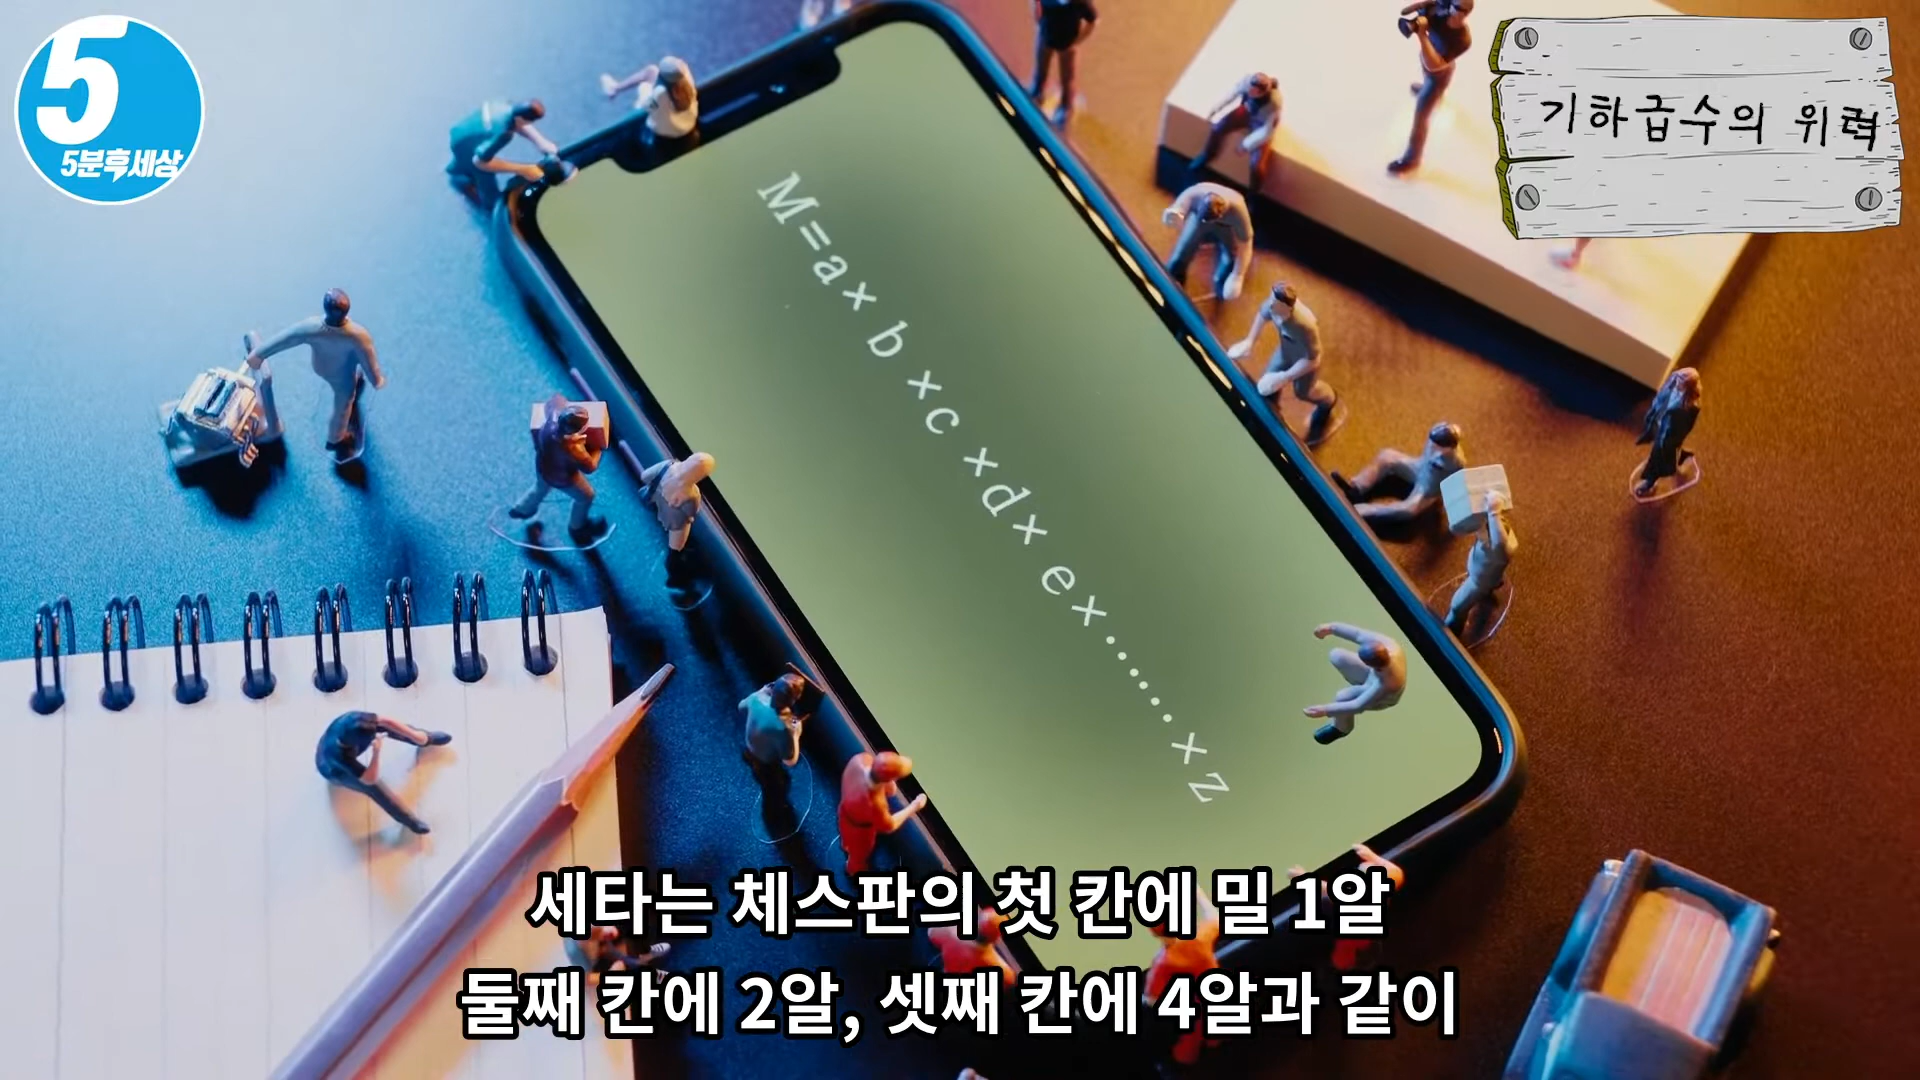 5
5분후세상
기하급수의 위력
M=a× b ×c ×d× e×·······×z
세타는 체스판의 첫 칸에 밀 1알
둘째 칸에 2알, 셋째 칸에 4알과 같이